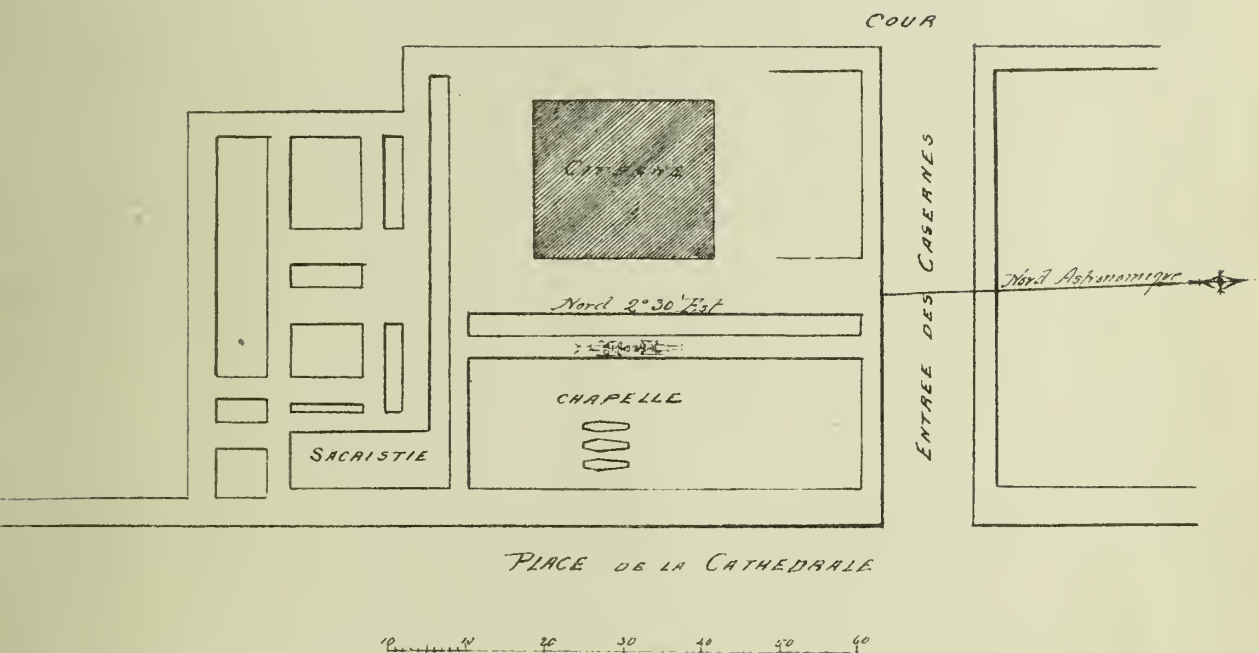 COUR
CITERNE
ENTREE DES CASERNES
Nord Astronomique
Nord 2°30' Est
CHAPELLE
SACRISTIE
PLACE DE LA CATHEDRALE
10 10 20 30 40 50 60